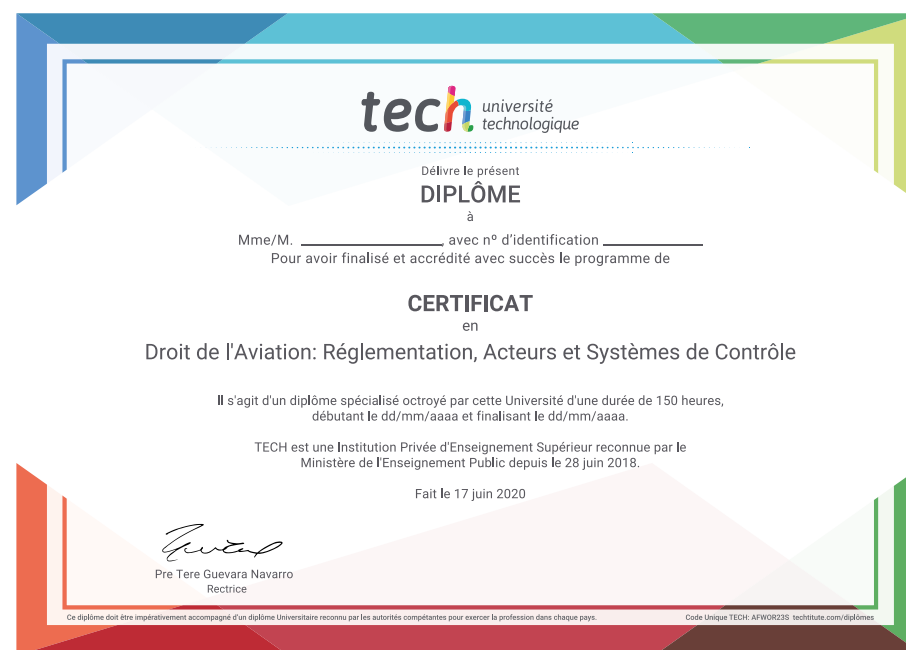 tech université
technologique
Délivre le présent
DIPLÔME
à
Mme/M. ____________________, avec nº d'identification ______________
Pour avoir finalisé et accrédité avec succès le programme de
CERTIFICAT
en
Droit de l'Aviation: Réglementation, Acteurs et Systèmes de Contrôle
Il s'agit d'un diplôme spécialisé octroyé par cette Université d'une durée de 150 heures,
débutant le dd/mm/aaaa et finalisant le dd/mm/aaaa.
TECH est une Institution Privée d'Enseignement Supérieur reconnue par le
Ministère de l'Enseignement Public depuis le 28 juin 2018.
Fait le 17 juin 2020
Pre Tere Guevara Navarro
Rectrice
Ce diplôme doit être impérativement accompagné d'un diplôme Universitaire reconnu par les autorités compétentes pour exercer la profession dans chaque pays.
Code Unique TECH: AFWOR23S techtitute.com/diplômes